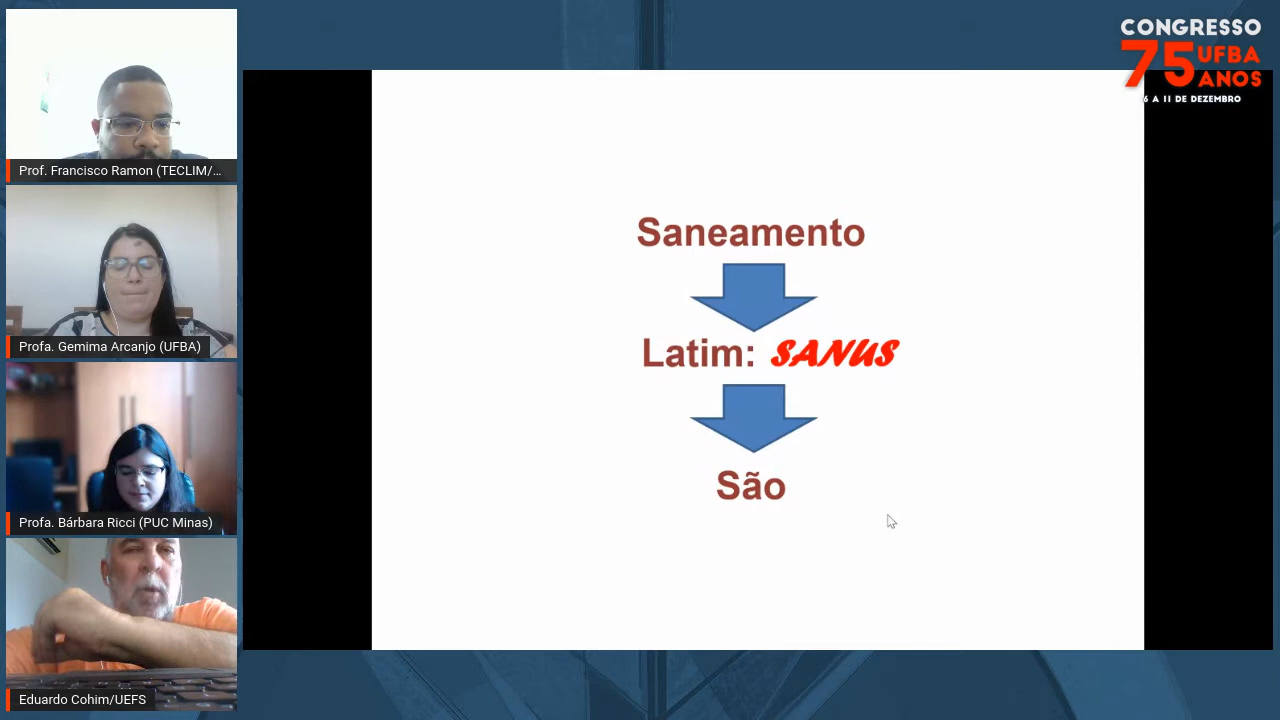 CONGRESSO
75 UFBA
ANOS
6 A 11 DE DEZEMBRO
Saneamento
Latim: SANUS
São
Prof. Francisco Ramon (TECLIM/...
Profa. Gemima Arcanjo (UFBA)
Profa. Bárbara Ricci (PUC Minas)
Eduardo Cohim/UEFS